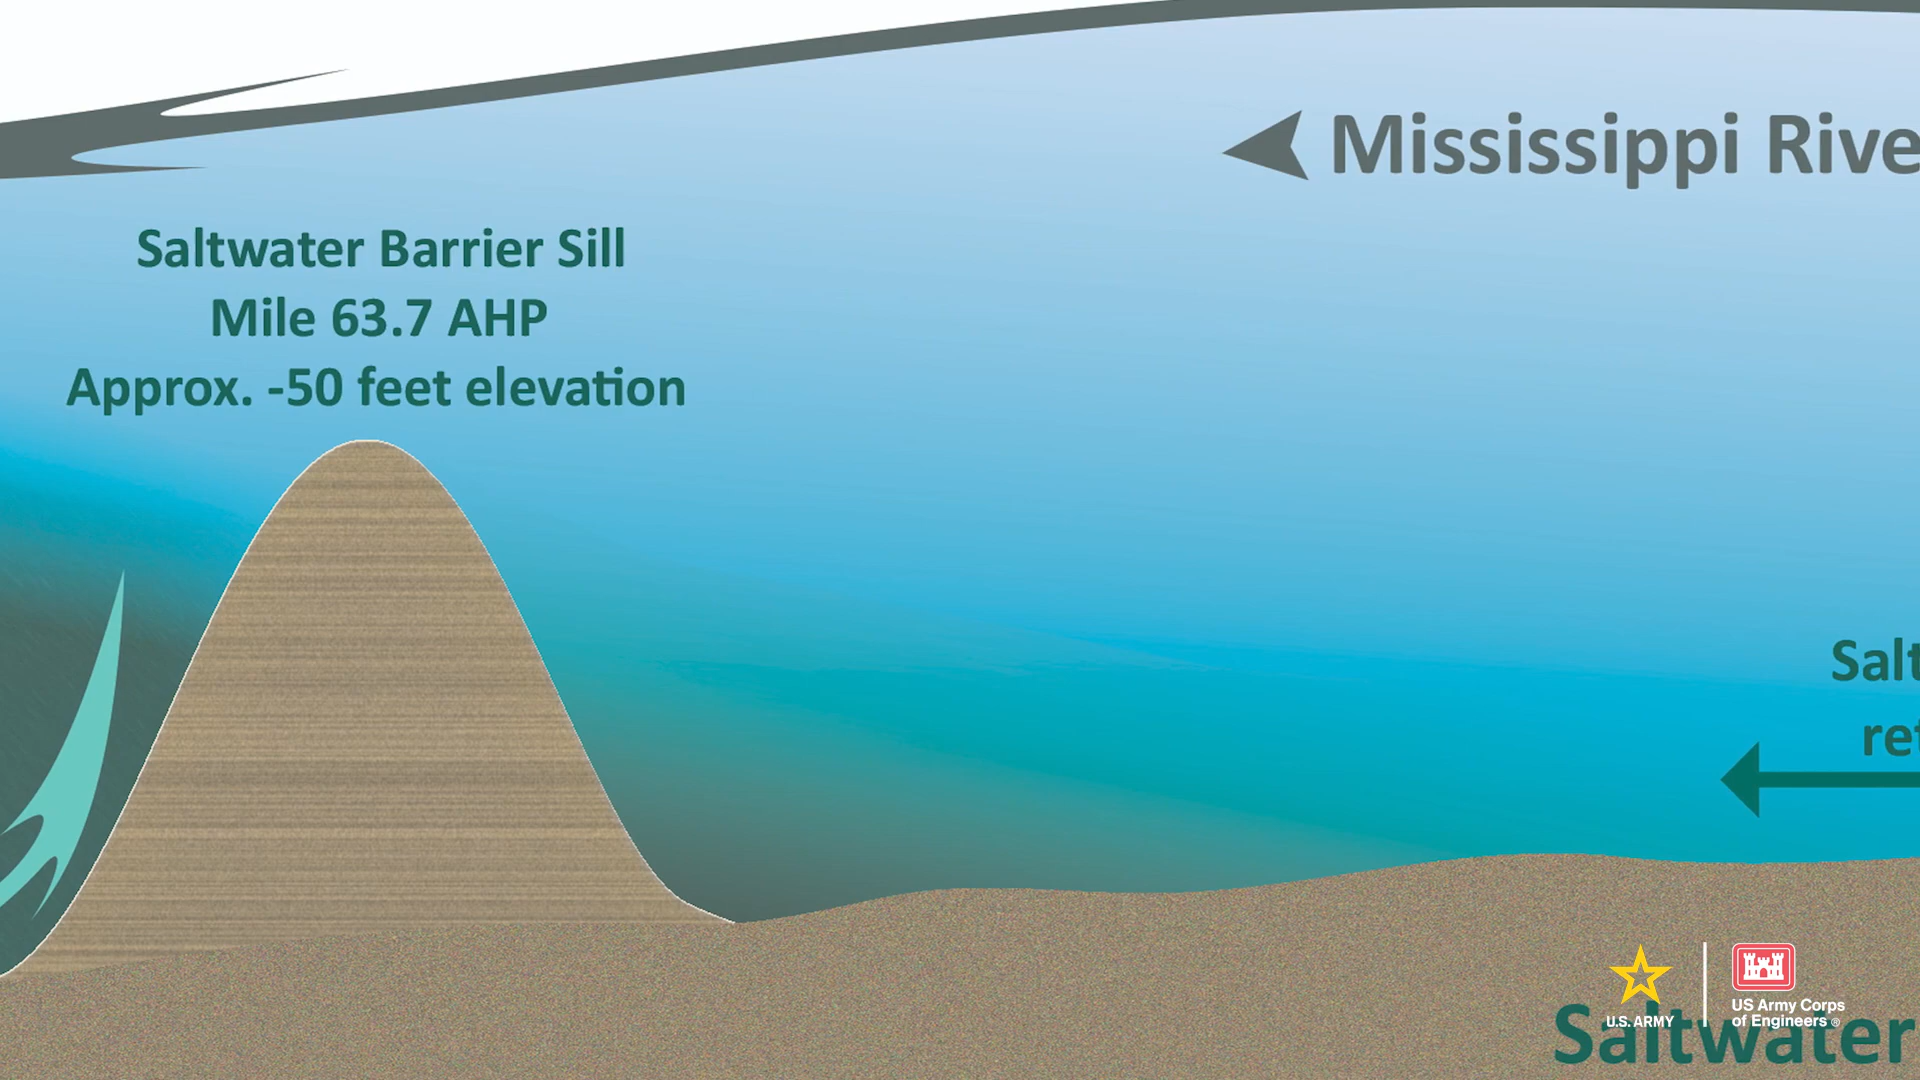 Mississippi Rive
Saltwater Barrier Sill
Mile 63.7 AHP
Approx. -50 feet elevation
Salt
ret
U.S. ARMY
US Army Corps
of Engineers ®
Saltwater